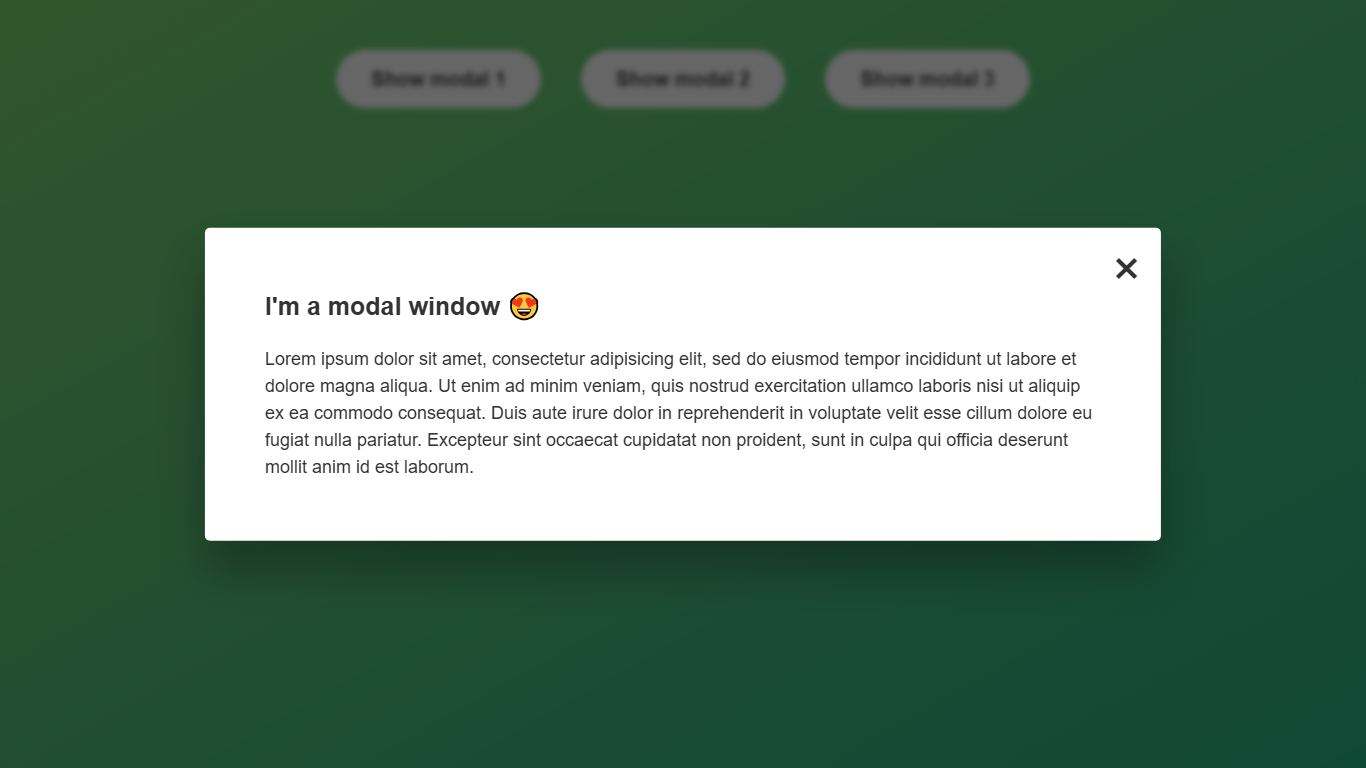 Show modal 1
Show modal 2
Show modal 3
I'm a modal window 😍
Lorem ipsum dolor sit amet, consectetur adipisicing elit, sed do eiusmod tempor incididunt ut labore et
dolore magna aliqua. Ut enim ad minim veniam, quis nostrud exercitation ullamco laboris nisi ut aliquip
ex ea commodo consequat. Duis aute irure dolor in reprehenderit in voluptate velit esse cillum dolore eu
fugiat nulla pariatur. Excepteur sint occaecat cupidatat non proident, sunt in culpa qui officia deserunt
mollit anim id est laborum.